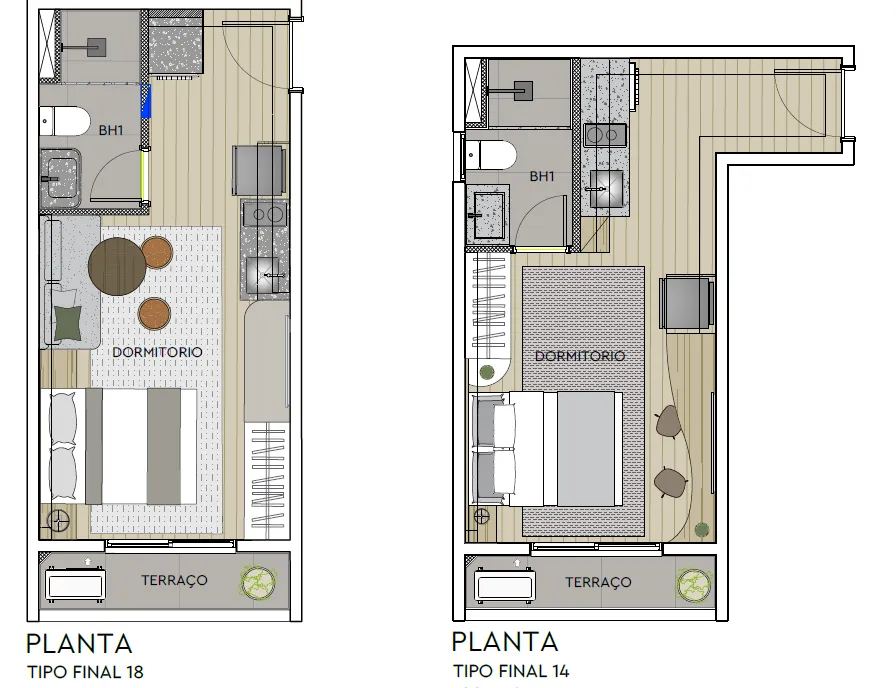 BH1
DORMITORIO
TERRAÇO
PLANTA
TIPO FINAL 18
BH1
DORMITORIO
TERRAÇO
PLANTA
TIPO FINAL 14